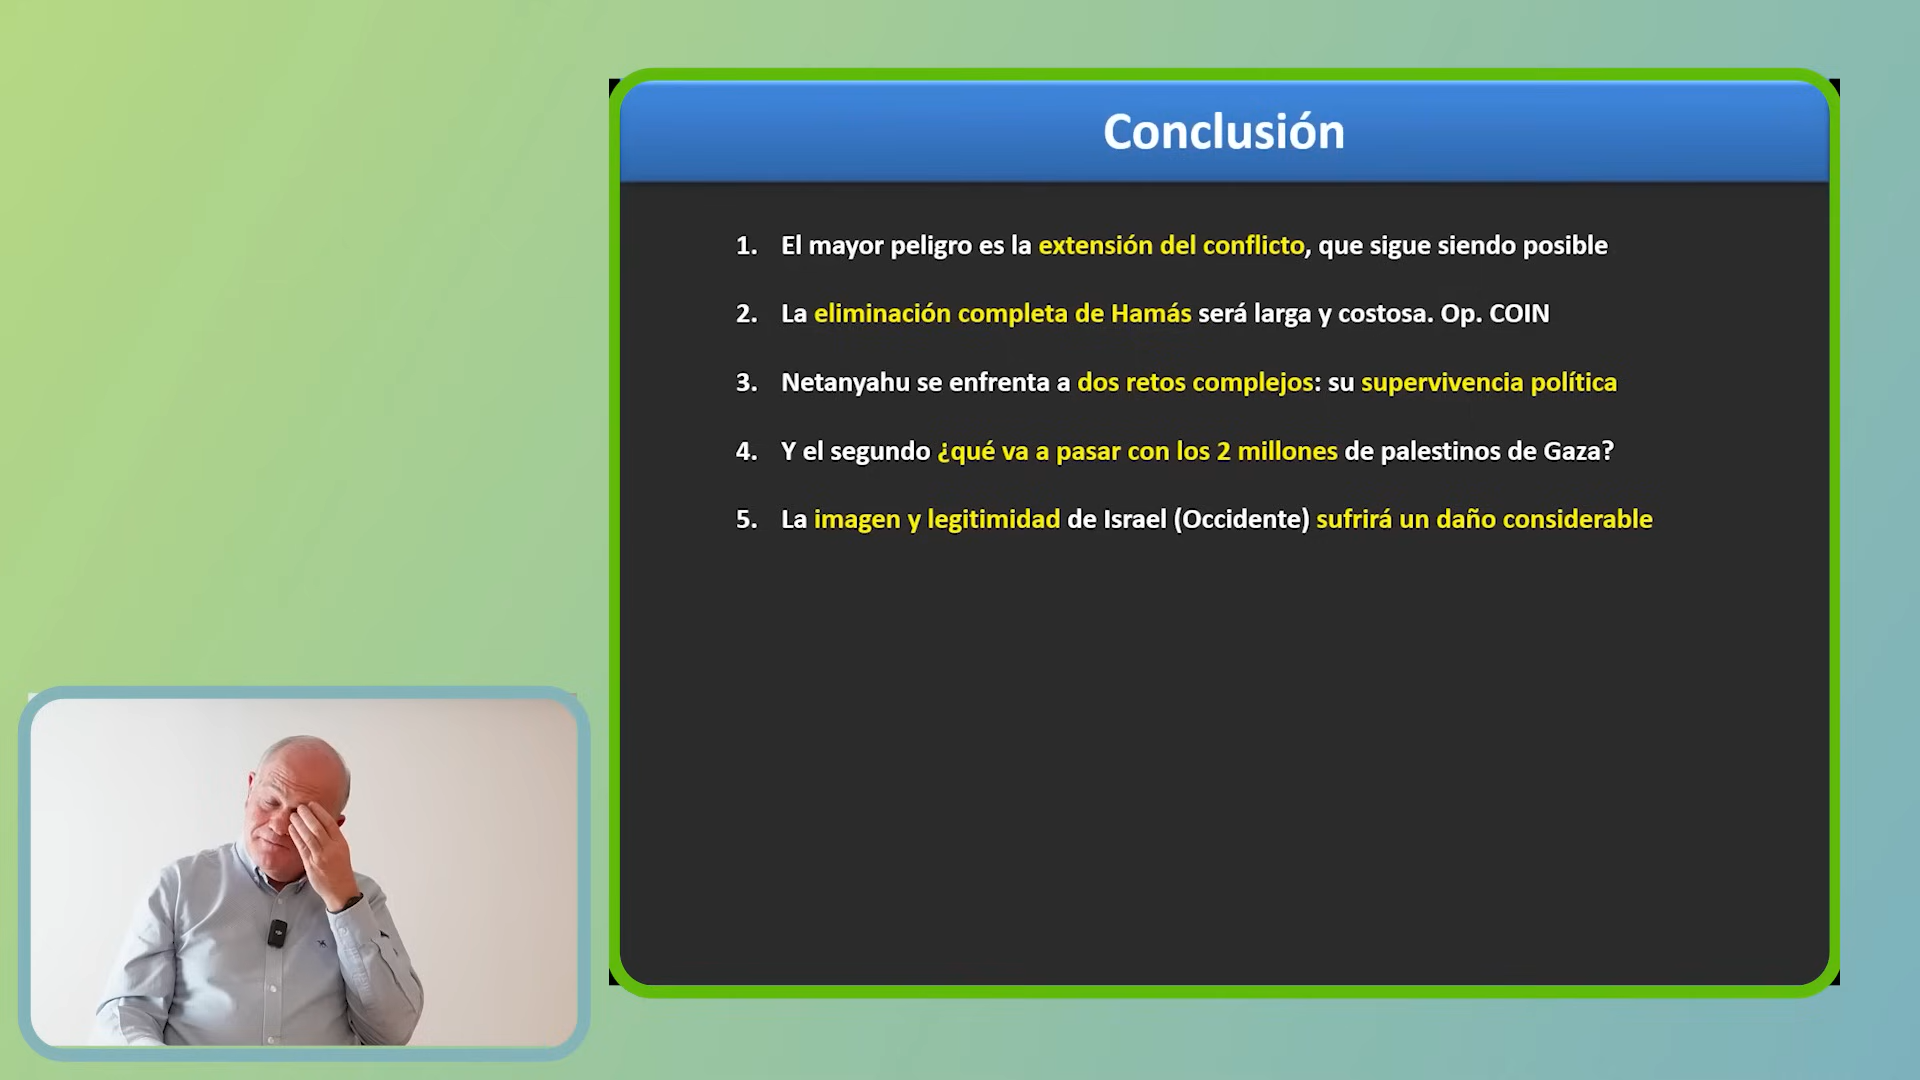 Conclusión
1. El mayor peligro es la extensión del conflicto, que sigue siendo posible
2. La eliminación completa de Hamás será larga y costosa. Op. COIN
3. Netanyahu se enfrenta a dos retos complejos: su supervivencia política
4. Y el segundo ¿qué va a pasar con los 2 millones de palestinos de Gaza?
5. La imagen y legitimidad de Israel (Occidente) sufrirá un daño considerable